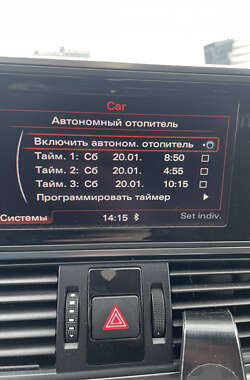 Car
Автономный отопитель
Включить автоном. отопитель
Тайм. 1: Сб 20.01. 8:50
Тайм. 2: Сб 20.01. 4:55
Тайм. 3: Сб 20.01. 10:15
Программировать таймер
Системы 14:15 Set indiv.